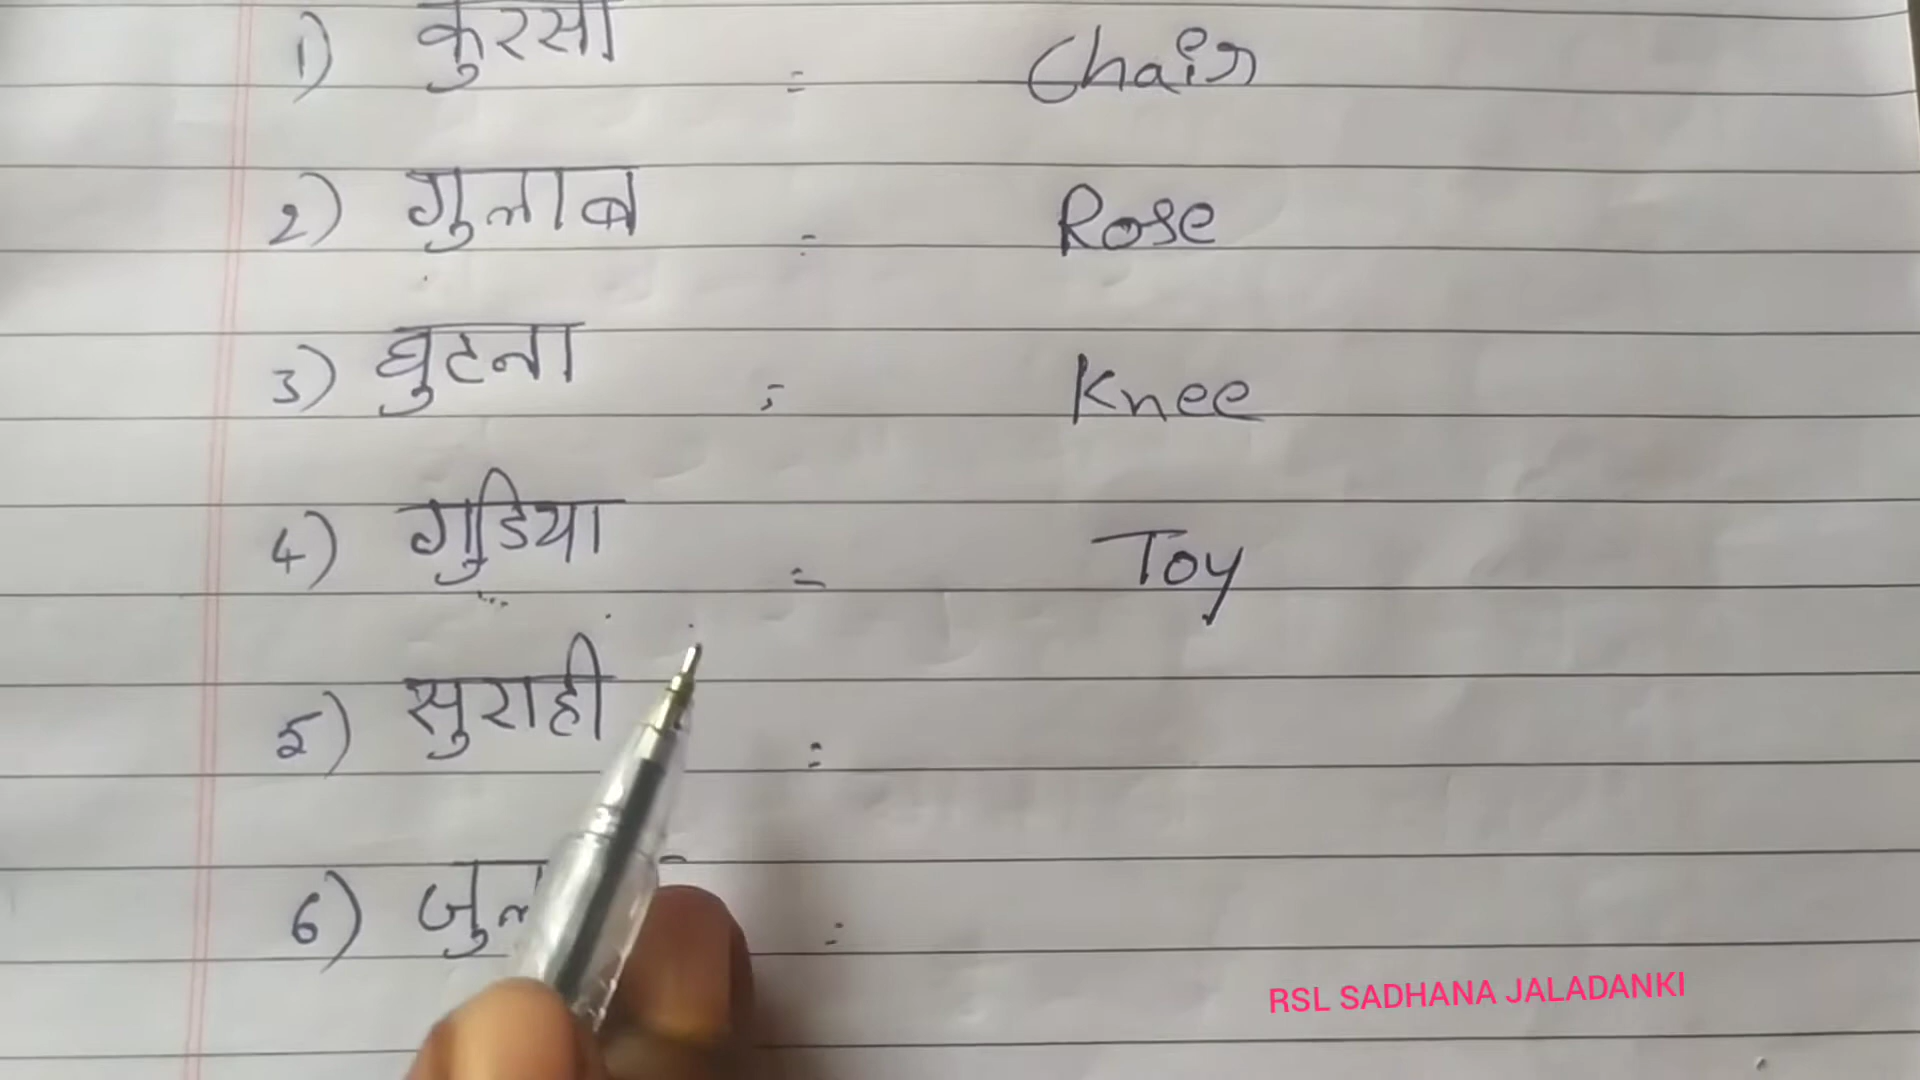 1) कुरसी = Chair
2) गुलाब = Rose
3) घुटना = Knee
4) गुडिया = Toy
5) सुराही =
6) =
RSL SADHANA JALADANKI